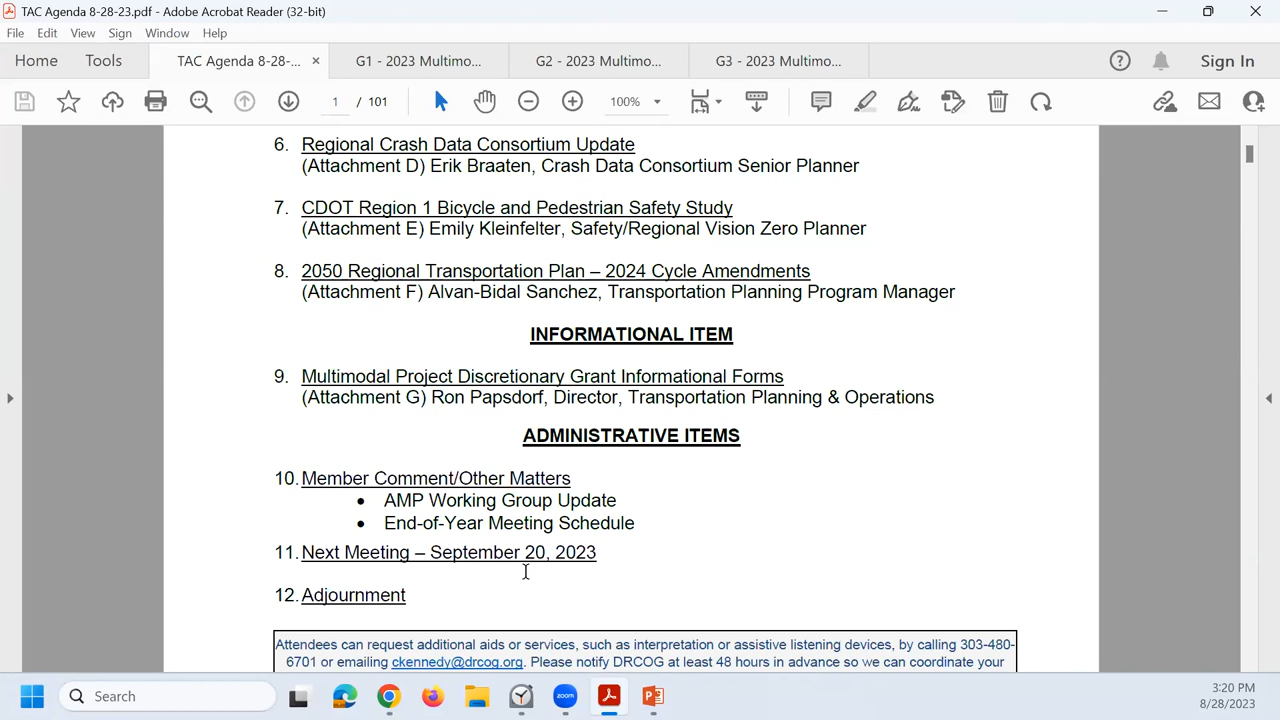 TAC Agenda 8-28-23.pdf - Adobe Acrobat Reader (32-bit)
File Edit View Sign Window Help
Home Tools TAC Agenda 8-28-... × G1 - 2023 Multimo... G2 - 2023 Multimo... G3 - 2023 Multimo... Sign In
1 / 101 100%
6. Regional Crash Data Consortium Update
(Attachment D) Erik Braaten, Crash Data Consortium Senior Planner
7. CDOT Region 1 Bicycle and Pedestrian Safety Study
(Attachment E) Emily Kleinfelter, Safety/Regional Vision Zero Planner
8. 2050 Regional Transportation Plan – 2024 Cycle Amendments
(Attachment F) Alvan-Bidal Sanchez, Transportation Planning Program Manager
INFORMATIONAL ITEM
9. Multimodal Project Discretionary Grant Informational Forms
(Attachment G) Ron Papsdorf, Director, Transportation Planning & Operations
ADMINISTRATIVE ITEMS
10. Member Comment/Other Matters
• AMP Working Group Update
• End-of-Year Meeting Schedule
11. Next Meeting – September 20, 2023
12. Adjournment
Attendees can request additional aids or services, such as interpretation or assistive listening devices, by calling 303-480-
6701 or emailing ckennedy@drcog.org. Please notify DRCOG at least 48 hours in advance so we can coordinate your
Search
zoom
3:20 PM
8/28/2023